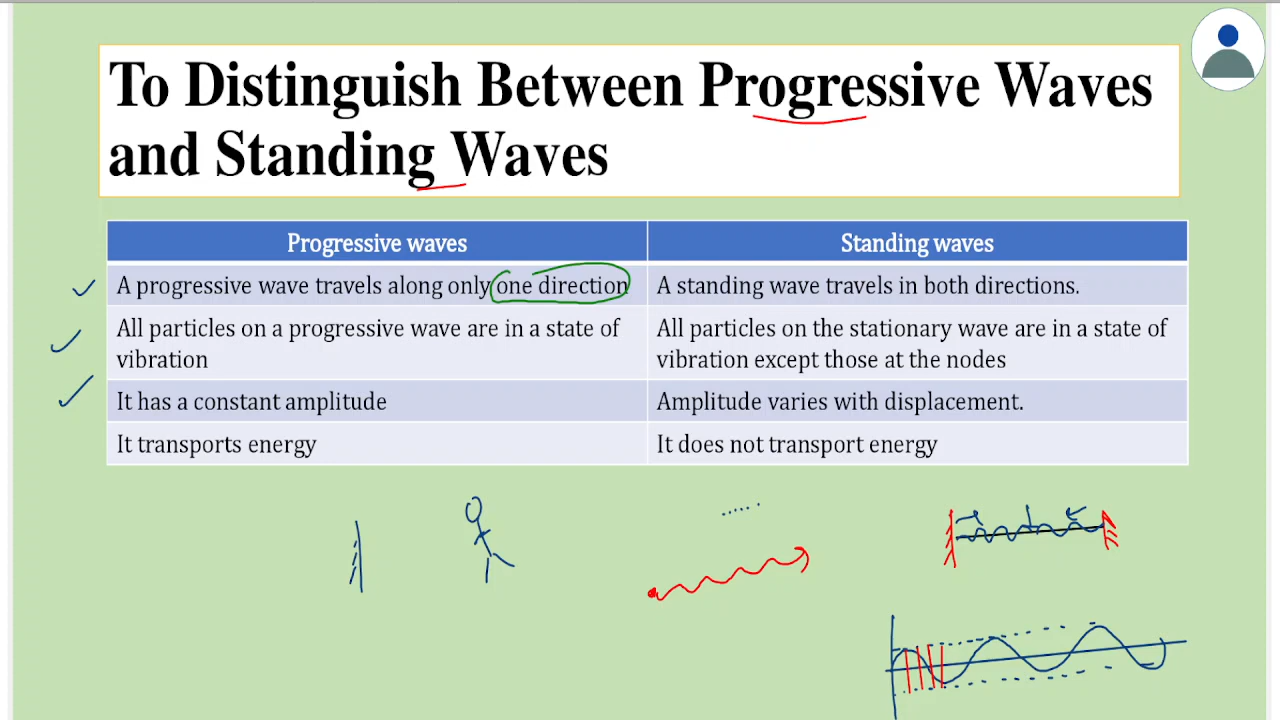 To Distinguish Between Progressive Waves
and Standing Waves
Progressive waves
Standing waves
A progressive wave travels along only one direction
A standing wave travels in both directions.
All particles on a progressive wave are in a state of
vibration
All particles on the stationary wave are in a state of
vibration except those at the nodes
It has a constant amplitude
Amplitude varies with displacement.
It transports energy
It does not transport energy